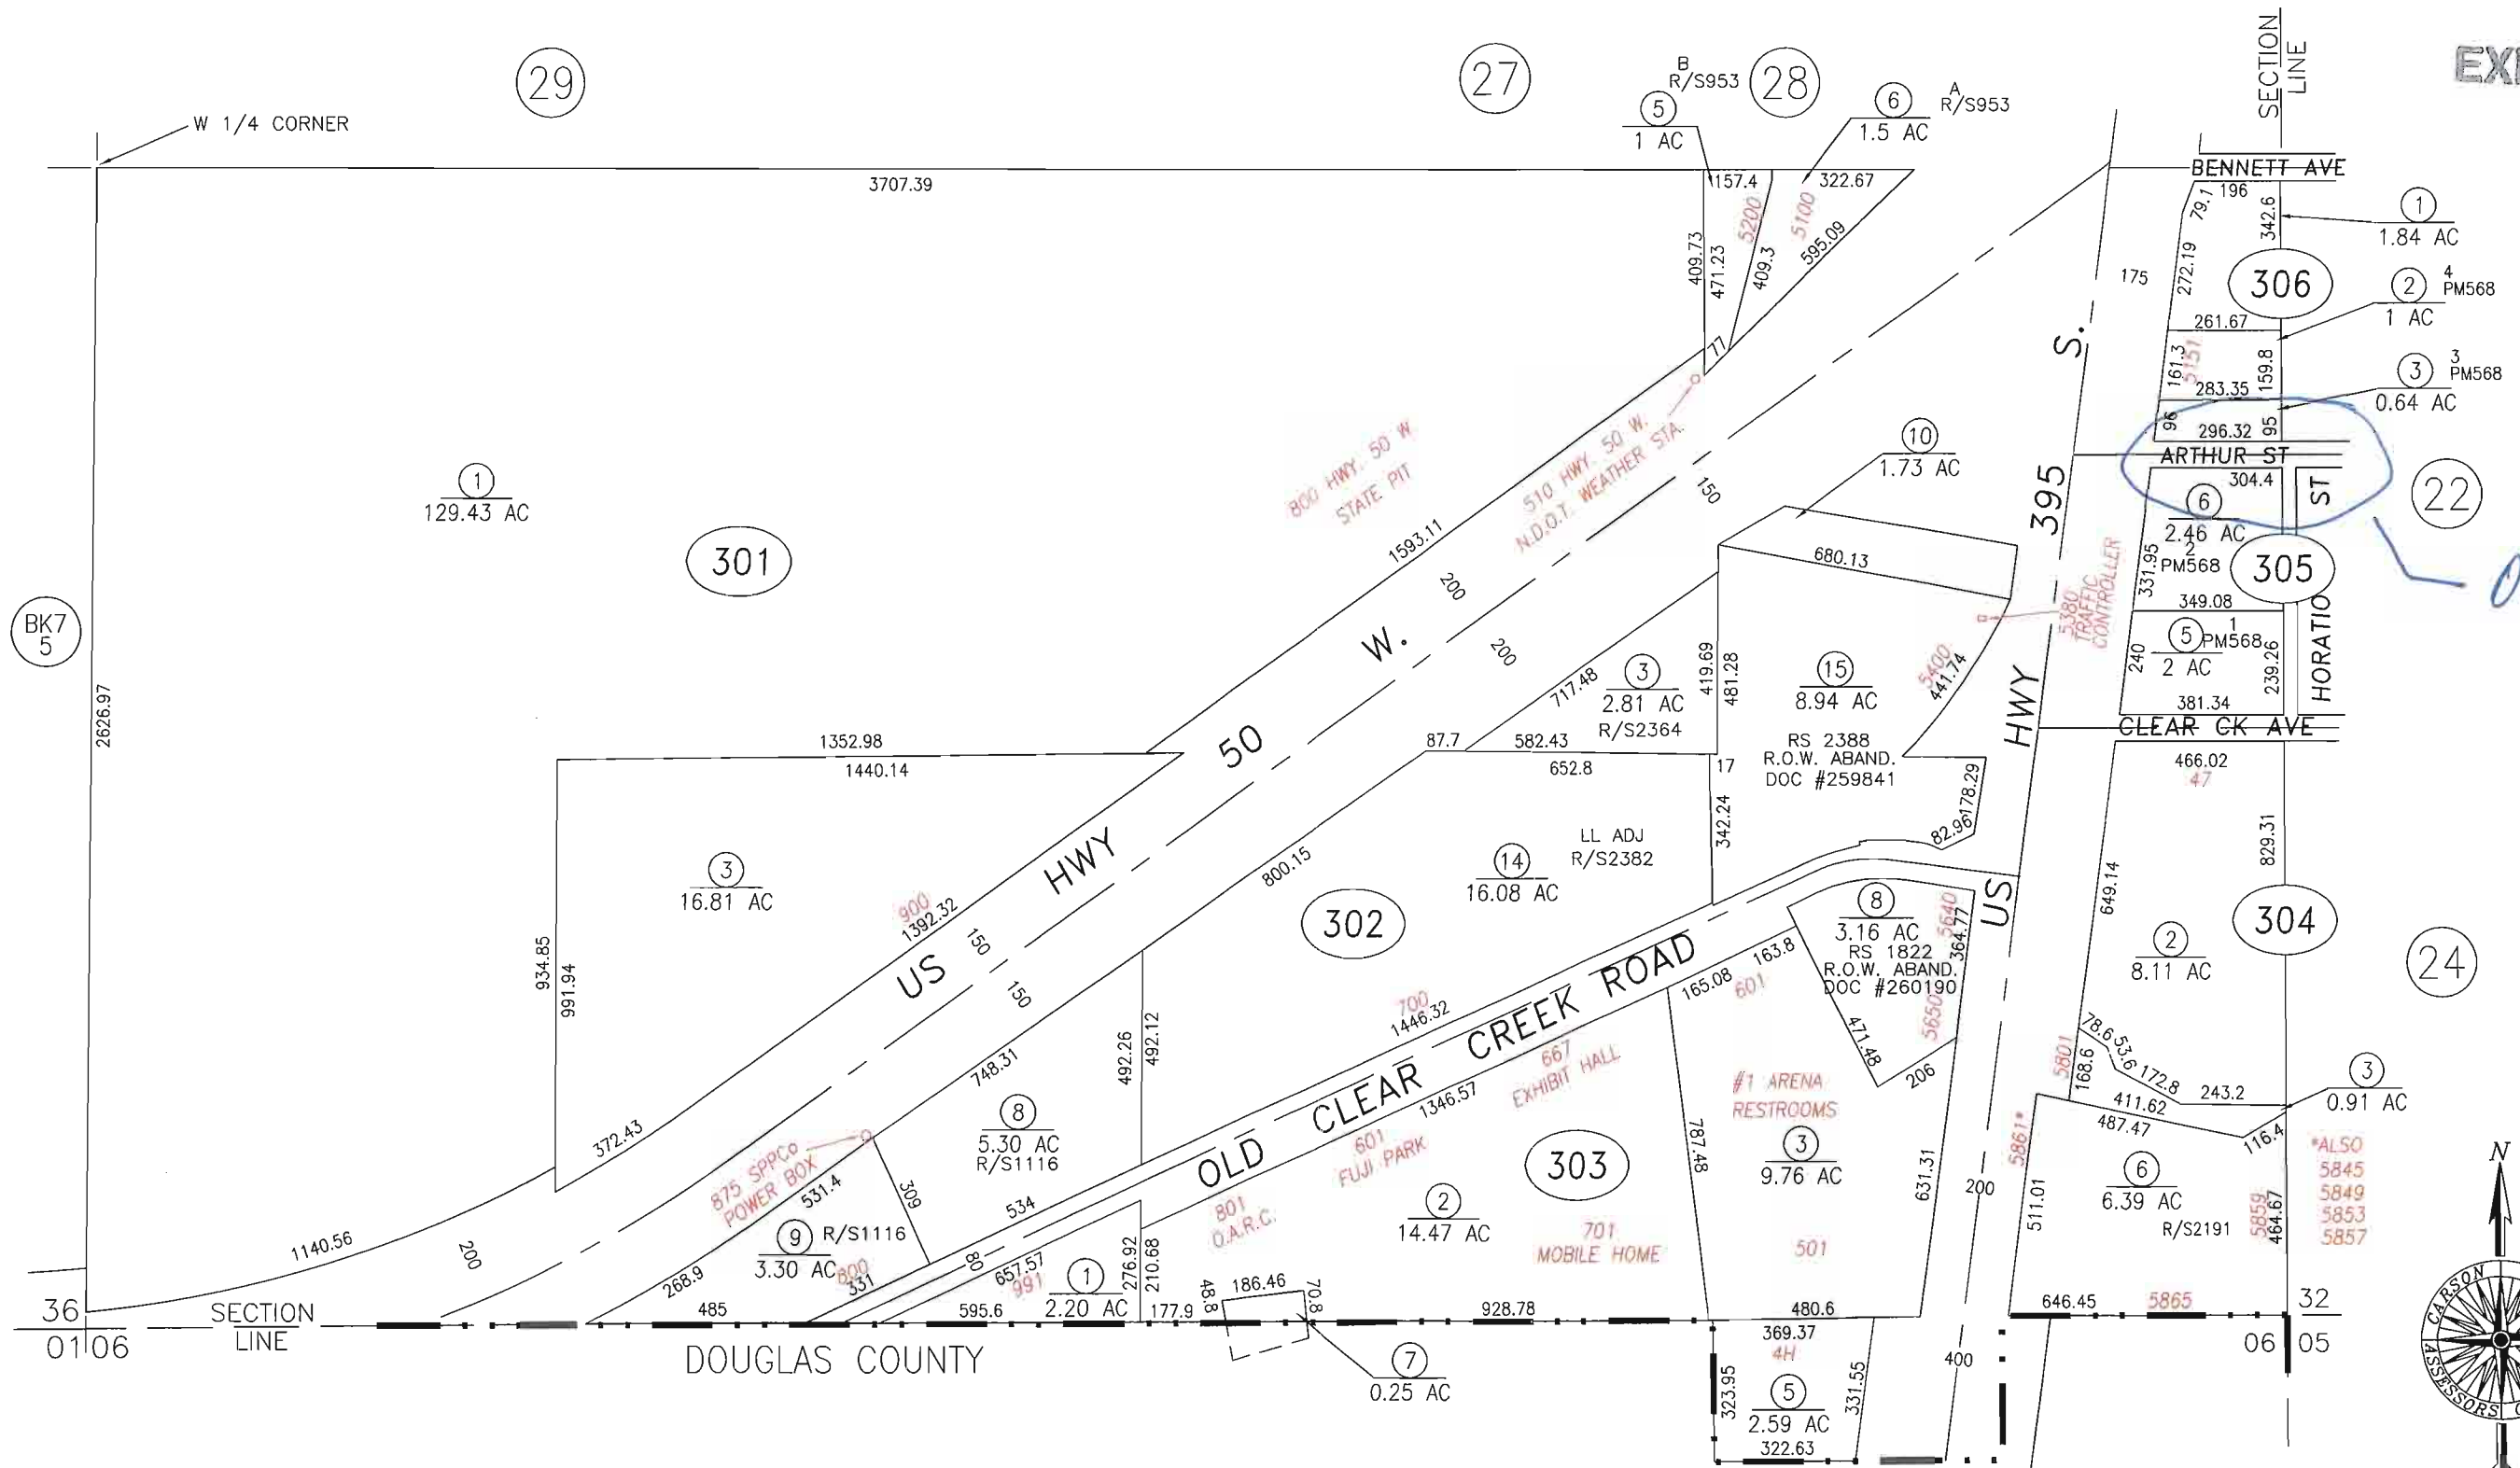 SECTION
LINE
29
27
B
R/S953
28
5
1 AC
6
A
R/S953
1.5 AC
W 1/4 CORNER
BENNETT AVE
3707.39
157.4
322.67
79.1
196
342.6
1
1.84 AC
5200
5100
409.73
471.23
409.3
595.09
272.19
175
306
2
4
PM568
1 AC
261.67
77
161.3
5151
159.8
283.35
3
3
PM568
0.64 AC
96
296.32
95
ARTHUR ST
304.4
800 HWY. 50 W.
STATE PIT
510 HWY. 50 W.
N.D.O.T. WEATHER STA.
10
1.73 AC
150
1
129.43 AC
301
1593.11
US HWY 395 S.
6
2.46 AC
2
PM568
331.95
305
22
HORATIO ST
680.13
200
200
5380
TRAFFIC
CONTROLLER
349.08
BK7
5
2626.97
US HWY 50 W.
717.48
3
2.81 AC
R/S2364
419.69
481.28
15
8.94 AC
5400
441.74
RS 2388
R.O.W. ABAND.
DOC #259841
5
1
PM568
2 AC
240
239.26
381.34
CLEAR CK AVE
1352.98
1440.14
87.7
582.43
652.8
17
178.29
82.96
466.02
47
3
16.81 AC
900
1392.32
150
150
800.15
302
14
16.08 AC
LL ADJ
R/S2382
342.24
829.31
649.14
304
934.85
991.94
8
3.16 AC
RS 1822
R.O.W. ABAND.
DOC #260190
5640
364.77
5650
2
8.11 AC
24
OLD CLEAR CREEK ROAD
700
1446.32
165.08
163.8
601
471.48
206
492.26
492.12
748.31
667
EXHIBIT HALL
1346.57
#1 ARENA
RESTROOMS
5801
168.6
78.6
53.6
172.8
243.2
411.62
487.47
116.4
3
0.91 AC
372.43
8
5.30 AC
R/S1116
875 SPPCo
POWER BOX
531.4
309
534
601
FUJI PARK
303
787.48
3
9.76 AC
501
631.31
200
5861*
511.01
6
6.39 AC
R/S2191
5859
464.67
*ALSO
5845
5849
5853
5857
N
1140.56
200
9
R/S1116
3.30 AC
800
331
268.9
80
657.57
991
1
2.20 AC
276.92
210.68
801
O.A.R.C.
2
14.47 AC
701
MOBILE HOME
48.8
186.46
70.8
36
SECTION
LINE
01
06
485
595.6
177.9
928.78
480.6
646.45
5865
32
06
05
DOUGLAS COUNTY
7
0.25 AC
369.37
4H
5
2.59 AC
323.95
331.55
322.63
400
CARSON
ASSESSORS